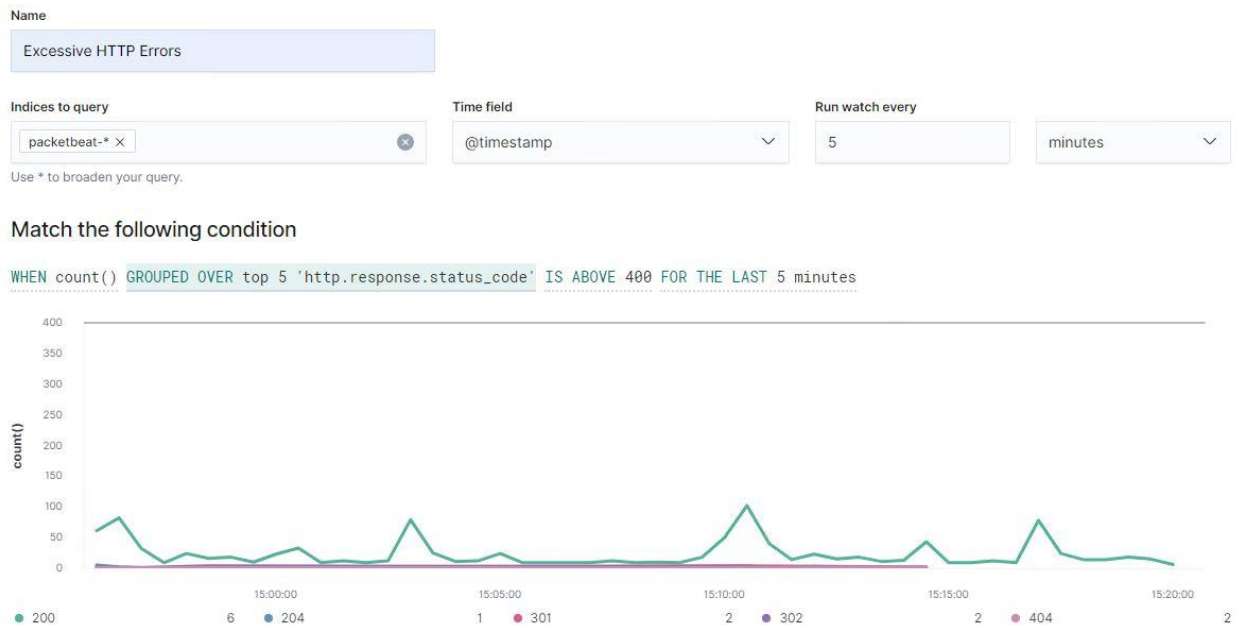 Name
Excessive HTTP Errors
Indices to query Time field Run watch every
packetbeat-* × @timestamp 5 minutes
Use * to broaden your query.
Match the following condition
WHEN count() GROUPED OVER top 5 'http.response.status_code' IS ABOVE 400 FOR THE LAST 5 minutes
400
350
300
250
200
150
100
50
0
count()
15:00:00 15:05:00 15:10:00 15:15:00 15:20:00
200 6 204 1 301 2 302 2 404 2